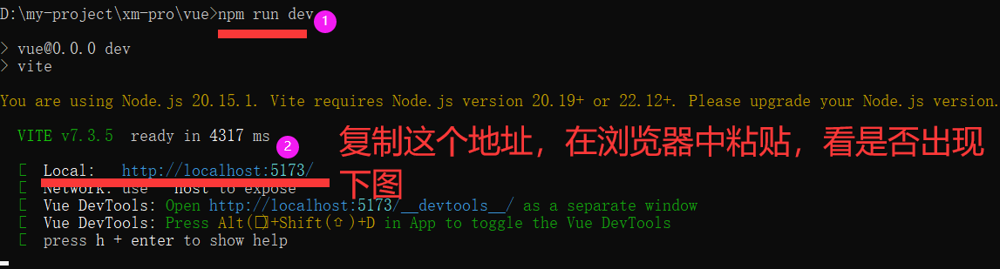 D:\my-project\xm-pro\vue>npm run dev
1
> vue@0.0.0 dev
> vite
You are using Node.js 20.15.1. Vite requires Node.js version 20.19+ or 22.12+. Please upgrade your Node.js version.
VITE v7.3.5 ready in 4317 ms
2
复制这个地址，在浏览器中粘贴，看是否出现
下图
Local: http://localhost:5173/
Network: use host to expose
Vue DevTools: Open http://localhost:5173/__devtools__/ as a separate window
Vue DevTools: Press Alt(□)+Shift(⇧)+D in App to toggle the Vue DevTools
press h + enter to show help